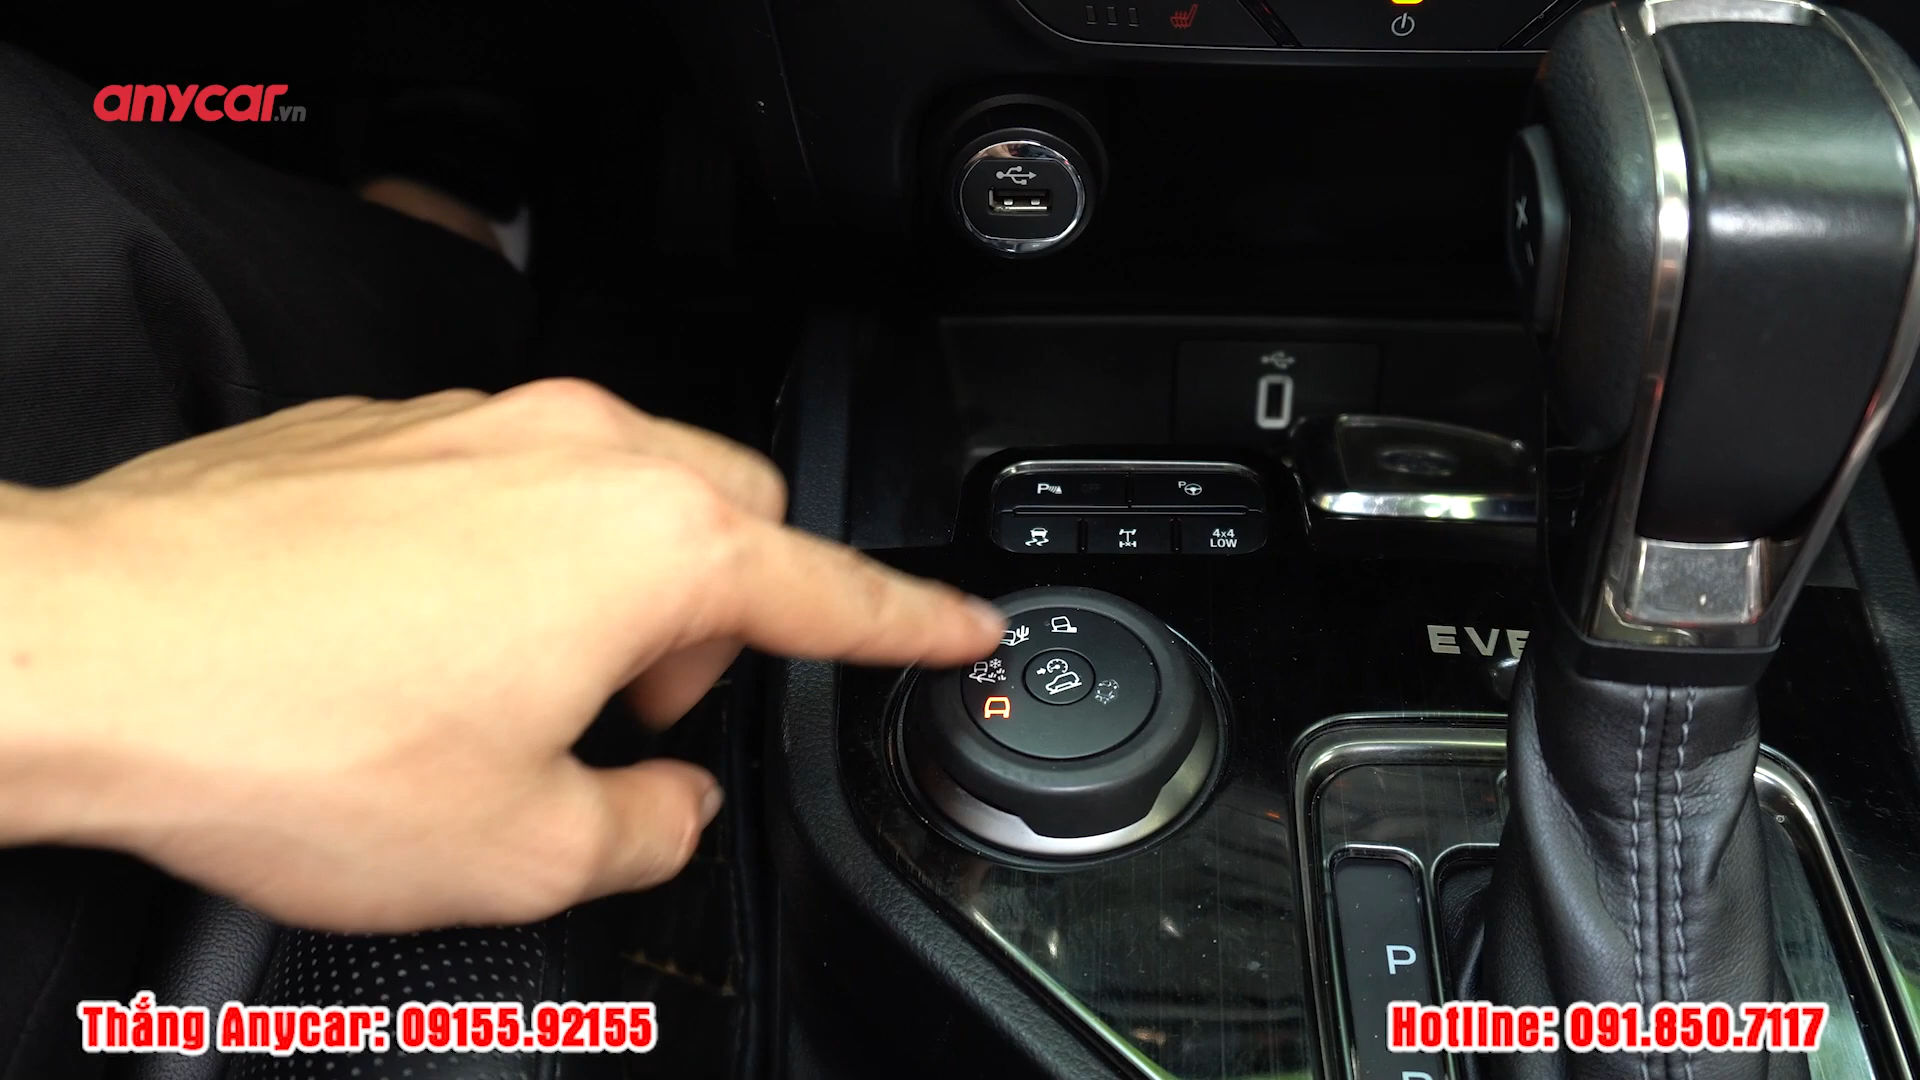 anycar.vn
P
4x4
LOW
EVE
P
Thắng Anycar: 09155.92155
Hotline: 091.850.7117